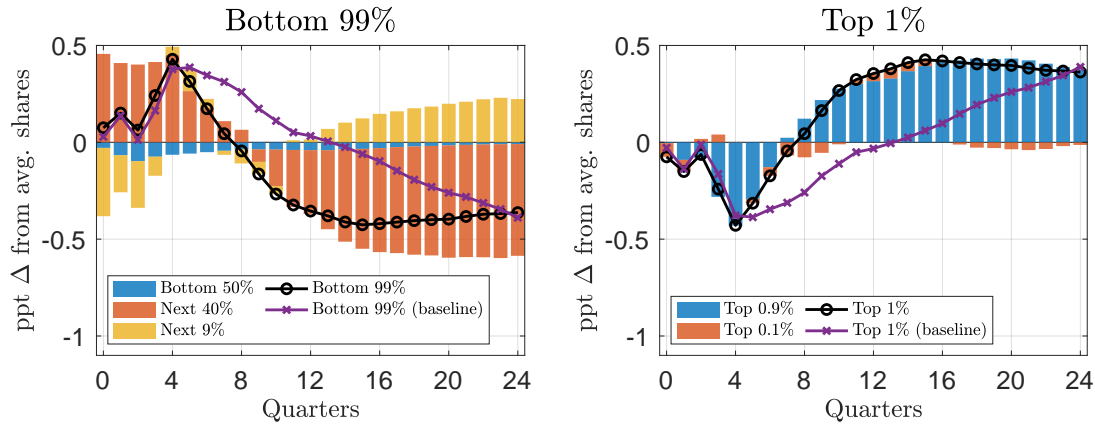 Bottom 99%
ppt Δ from avg. shares
0.5
0
-0.5
-1
Bottom 50%
Next 40%
Next 9%
Bottom 99%
Bottom 99% (baseline)
0 4 8 12 16 20 24
Quarters
Top 1%
ppt Δ from avg. shares
0.5
0
-0.5
-1
Top 0.9%
Top 0.1%
Top 1%
Top 1% (baseline)
0 4 8 12 16 20 24
Quarters